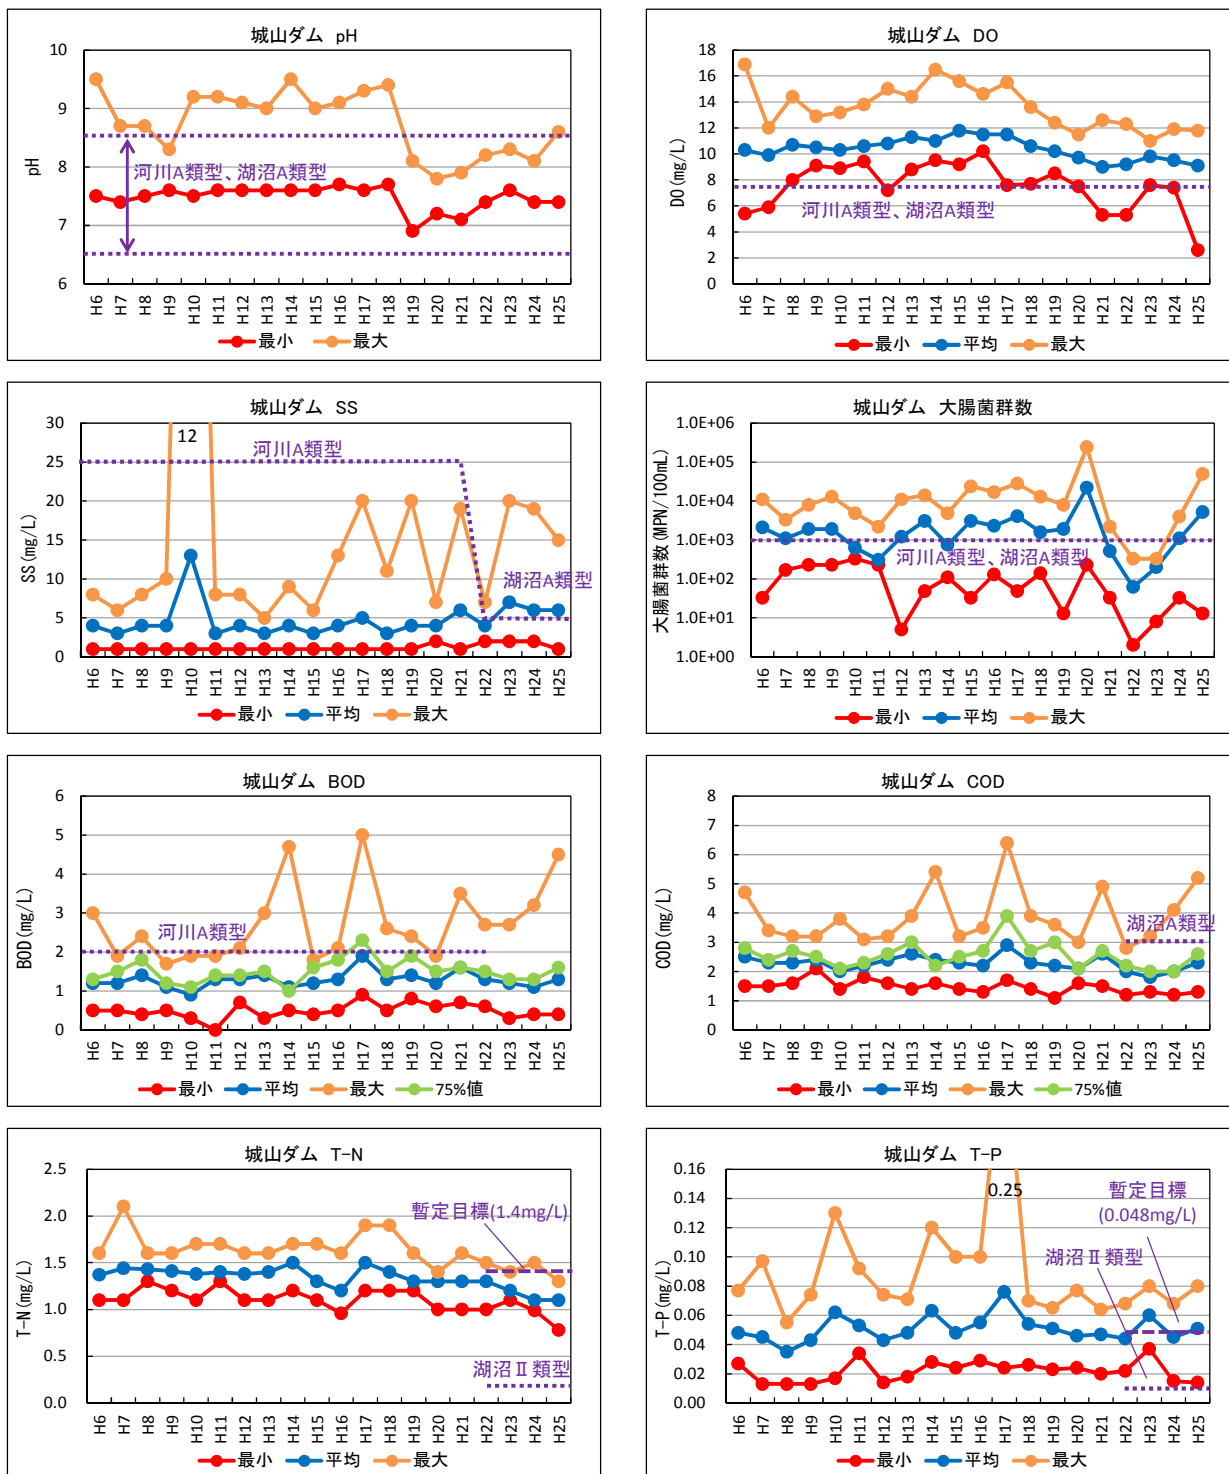 城山ダム pH
10
9
8
7
6
pH
河川A類型、湖沼A類型
H6 H7 H8 H9 H10 H11 H12 H13 H14 H15 H16 H17 H18 H19 H20 H21 H22 H23 H24 H25
最小 最大
城山ダム DO
18
16
14
12
10
8
6
4
2
0
DO(mg/L)
河川A類型、湖沼A類型
H6 H7 H8 H9 H10 H11 H12 H13 H14 H15 H16 H17 H18 H19 H20 H21 H22 H23 H24 H25
最小 平均 最大
城山ダム SS
30
25
20
15
10
5
0
SS(mg/L)
12
河川A類型
湖沼A類型
H6 H7 H8 H9 H10 H11 H12 H13 H14 H15 H16 H17 H18 H19 H20 H21 H22 H23 H24 H25
最小 平均 最大
城山ダム 大腸菌群数
1.0E+06
1.0E+05
1.0E+04
1.0E+03
1.0E+02
1.0E+01
1.0E+00
大腸菌群数(MPN/100mL)
河川A類型、湖沼A類型
H6 H7 H8 H9 H10 H11 H12 H13 H14 H15 H16 H17 H18 H19 H20 H21 H22 H23 H24 H25
最小 平均 最大
城山ダム BOD
6
5
4
3
2
1
0
BOD(mg/L)
河川A類型
H6 H7 H8 H9 H10 H11 H12 H13 H14 H15 H16 H17 H18 H19 H20 H21 H22 H23 H24 H25
最小 平均 最大 75%値
城山ダム COD
8
7
6
5
4
3
2
1
0
COD(mg/L)
湖沼A類型
H6 H7 H8 H9 H10 H11 H12 H13 H14 H15 H16 H17 H18 H19 H20 H21 H22 H23 H24 H25
最小 平均 最大 75%値
城山ダム T-N
2.5
2.0
1.5
1.0
0.5
0.0
T-N(mg/L)
暫定目標(1.4mg/L)
湖沼Ⅱ類型
H6 H7 H8 H9 H10 H11 H12 H13 H14 H15 H16 H17 H18 H19 H20 H21 H22 H23 H24 H25
最小 平均 最大
城山ダム T-P
0.16
0.14
0.12
0.10
0.08
0.06
0.04
0.02
0.00
T-P(mg/L)
0.25
暫定目標
(0.048mg/L)
湖沼Ⅱ類型
H6 H7 H8 H9 H10 H11 H12 H13 H14 H15 H16 H17 H18 H19 H20 H21 H22 H23 H24 H25
最小 平均 最大